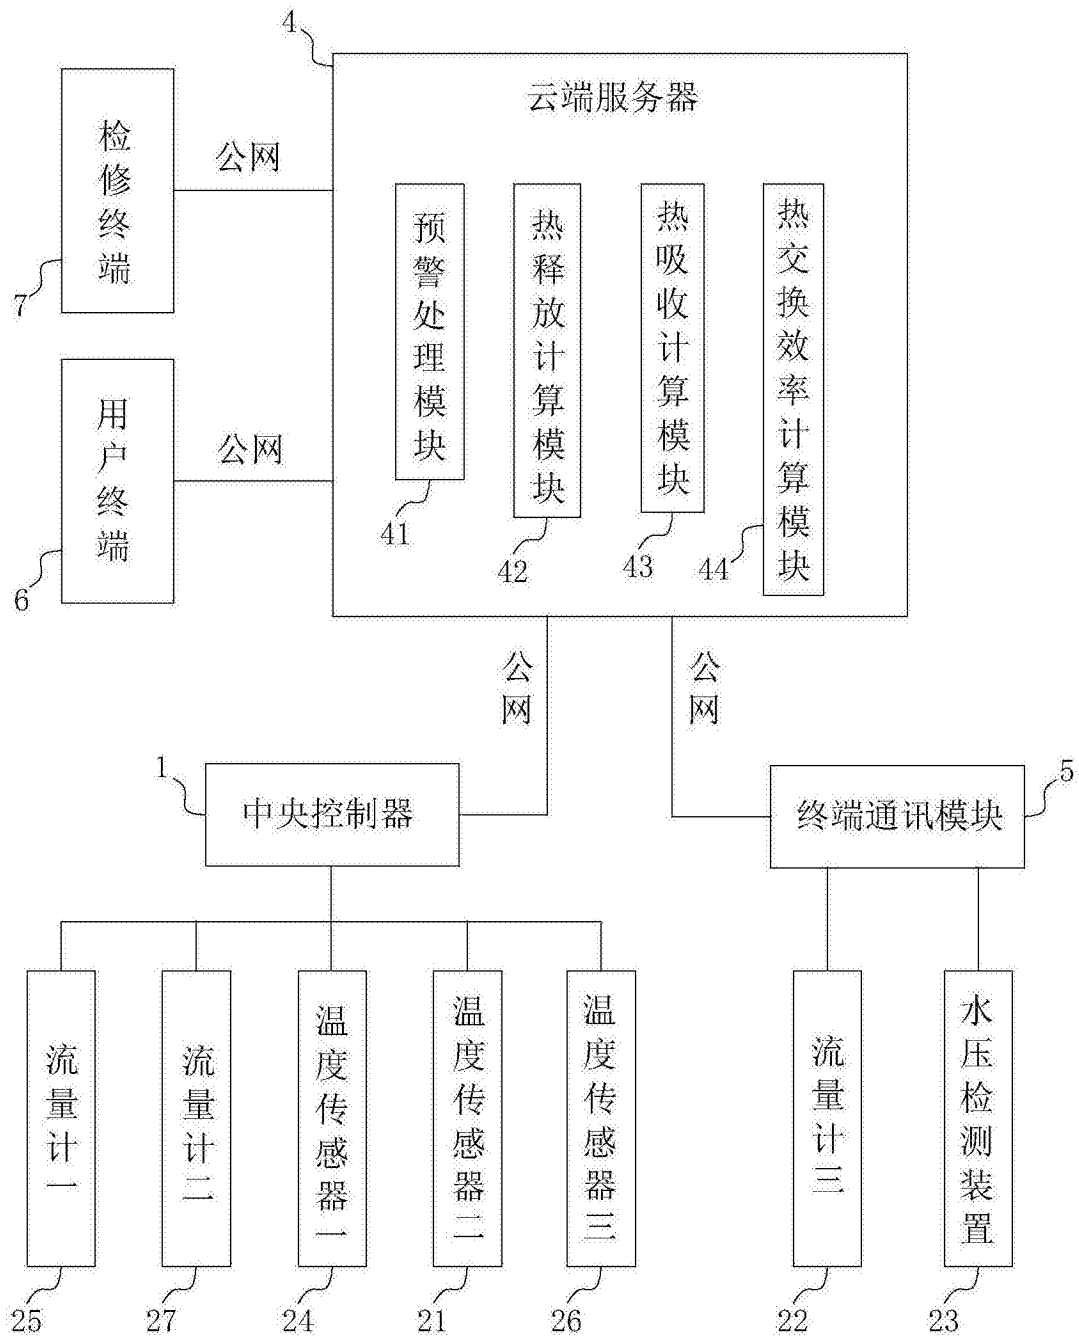 4
云端服务器
检修终端
公网
7
用户终端
公网
6
预警处理模块
41
热释放计算模块
42
热吸收计算模块
43
热交换效率计算模块
44
公网
公网
1
中央控制器
5
终端通讯模块
流量计一
流量计二
温度传感器一
温度传感器二
温度传感器三
流量计三
水压检测装置
25
27
24
21
26
22
23